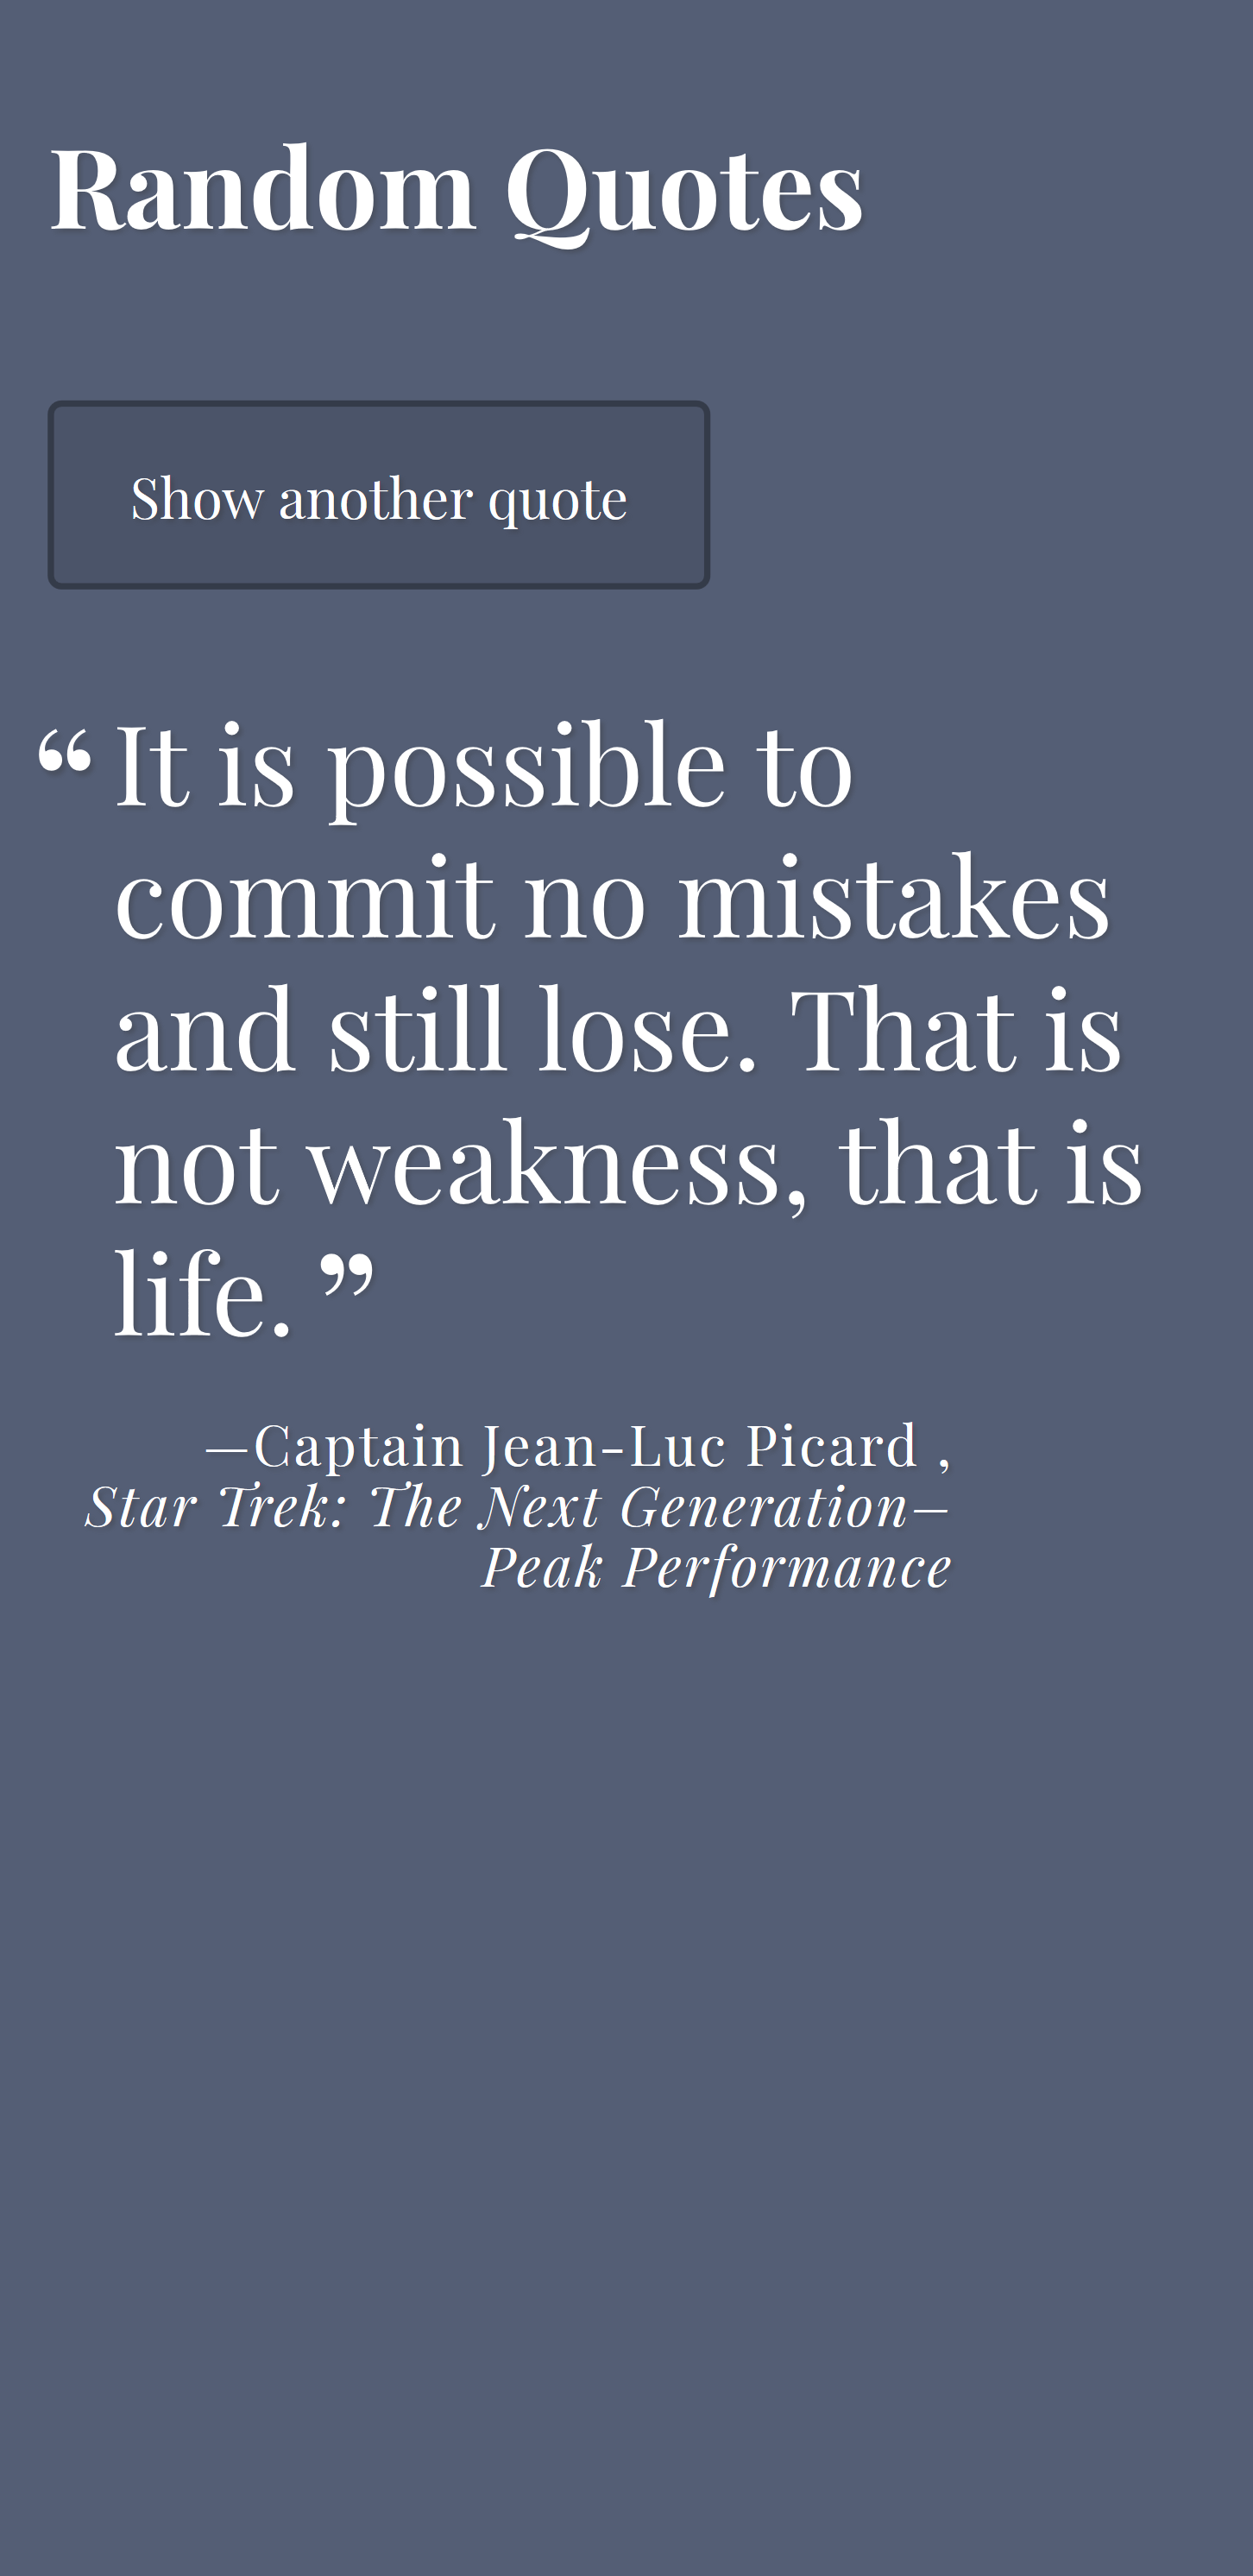 Random Quotes
Show another quote
“ It is possible to
commit no mistakes
and still lose. That is
not weakness, that is
life. ”
—Captain Jean-Luc Picard ,
Star Trek: The Next Generation–
Peak Performance